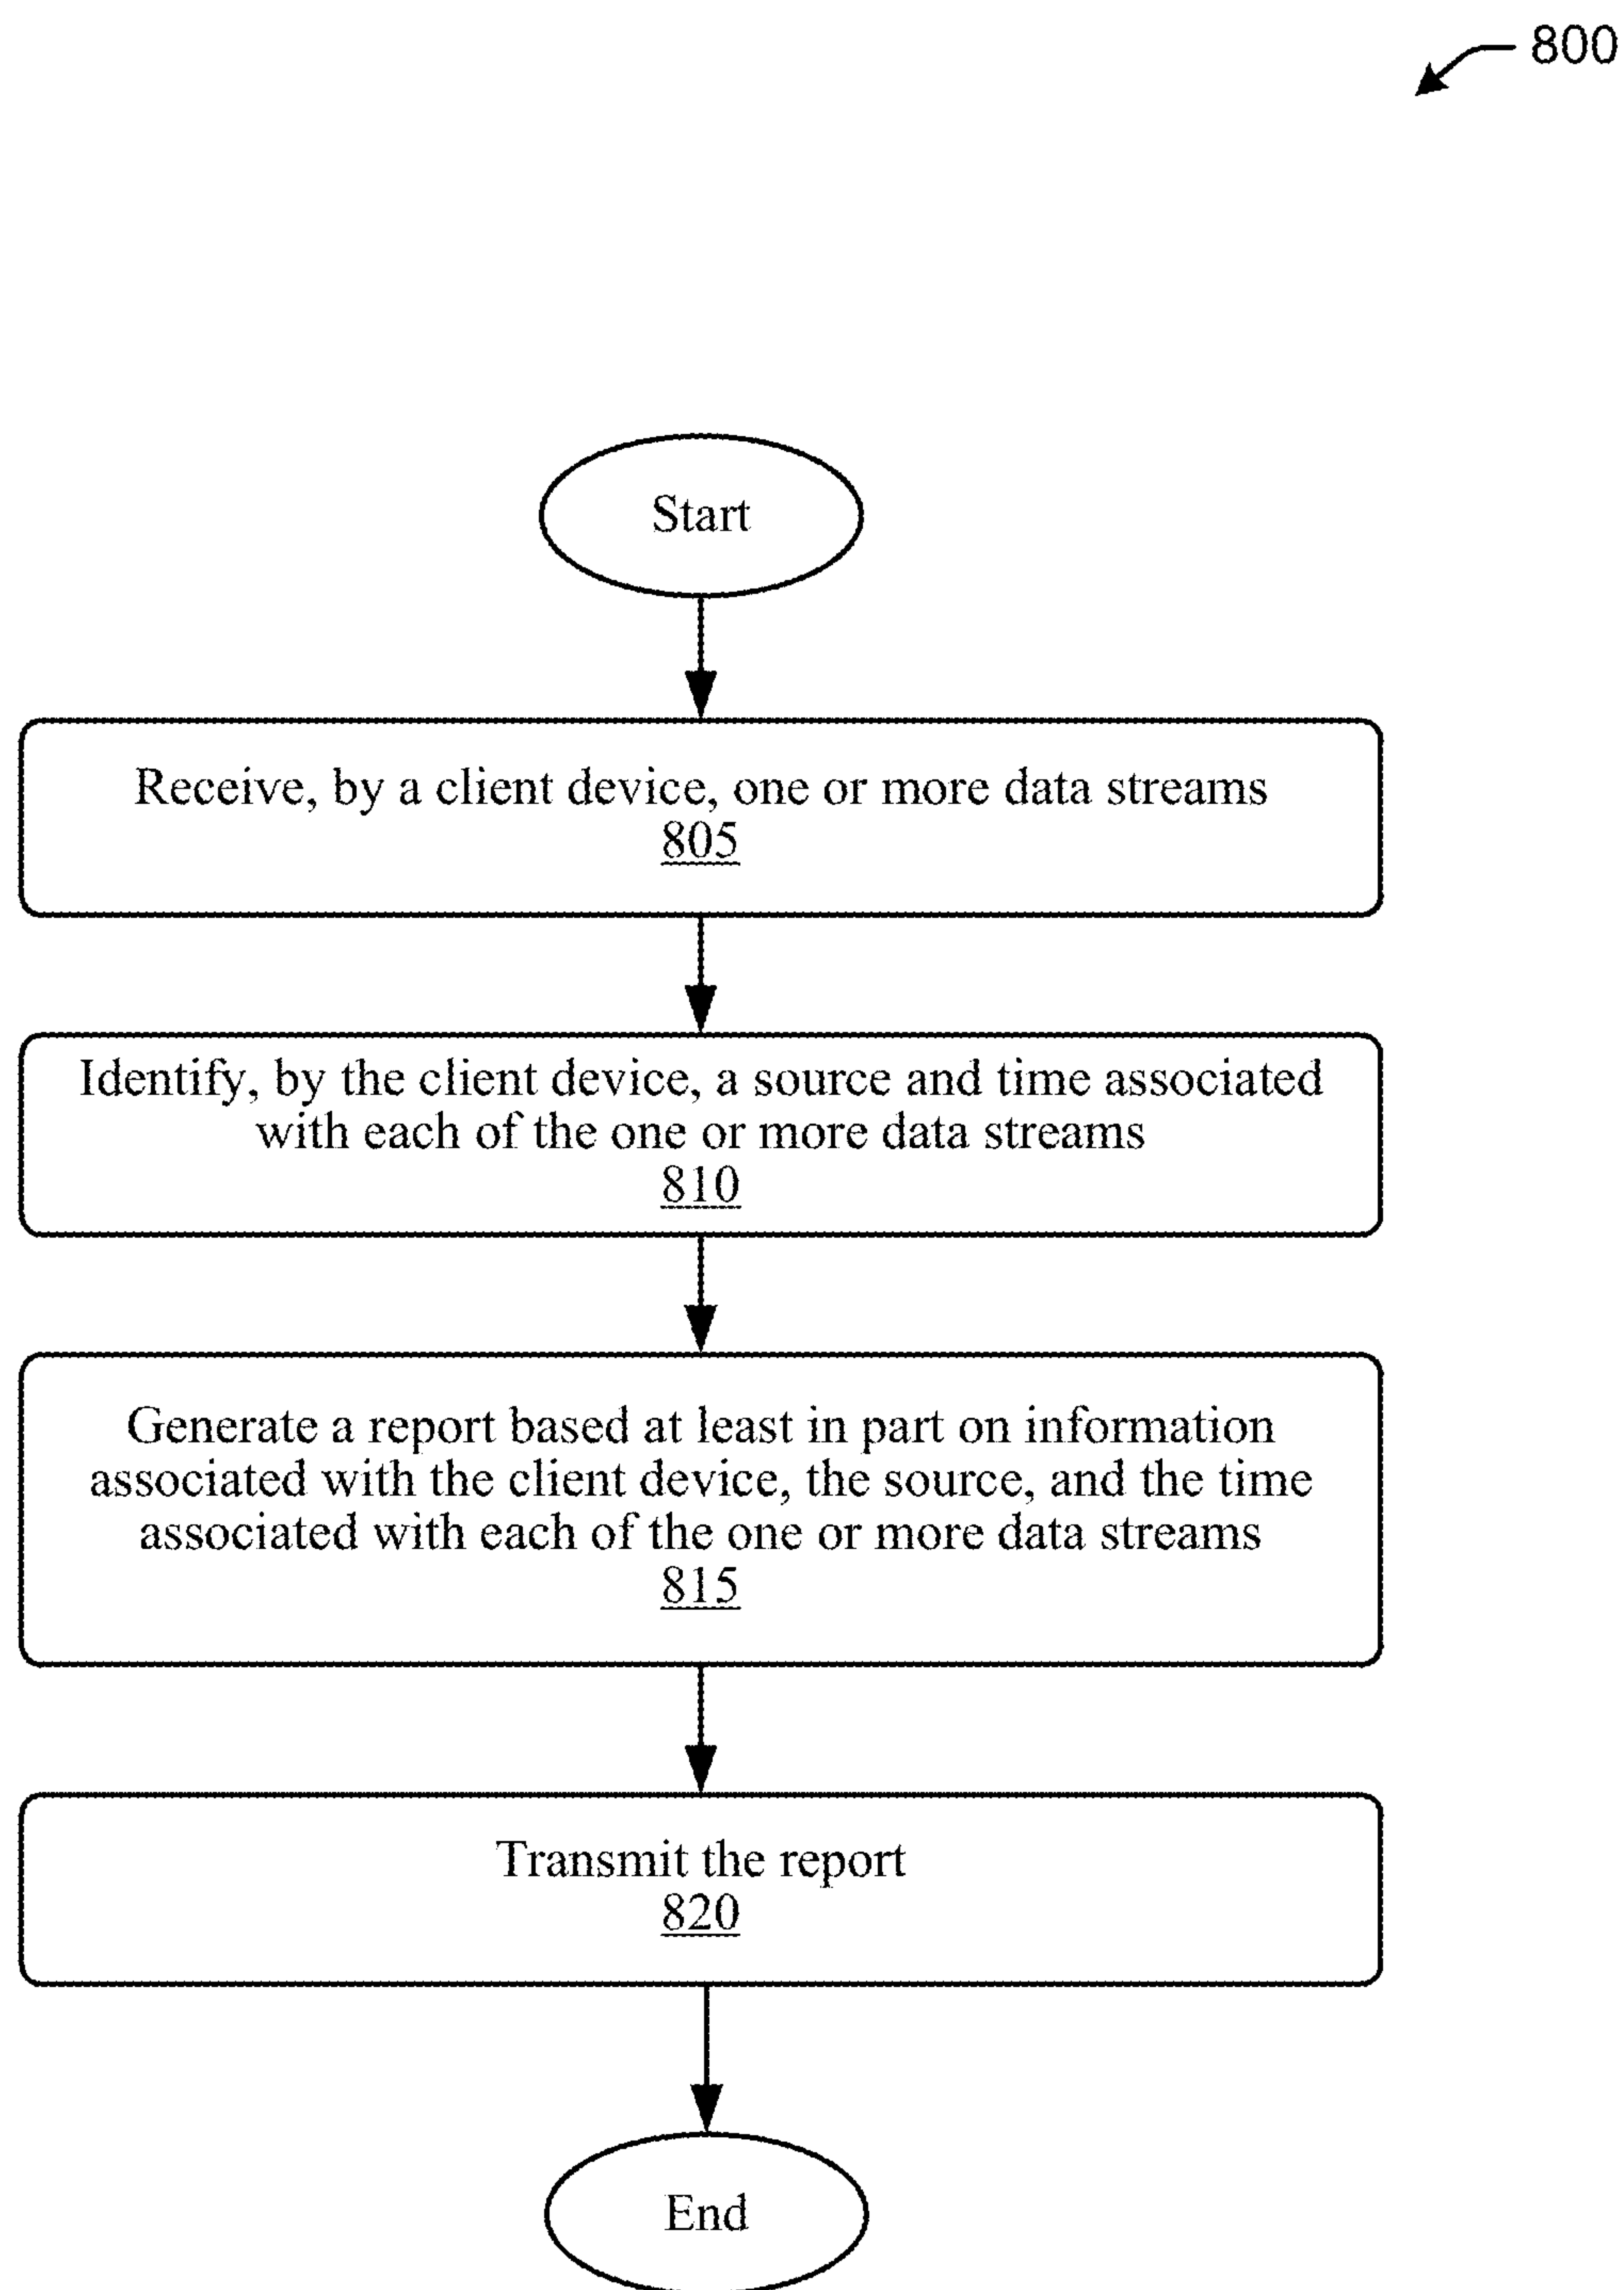 800
Start
Receive, by a client device, one or more data streams
805
Identify, by the client device, a source and time associated
with each of the one or more data streams
810
Generate a report based at least in part on information
associated with the client device, the source, and the time
associated with each of the one or more data streams
815
Transmit the report
820
End